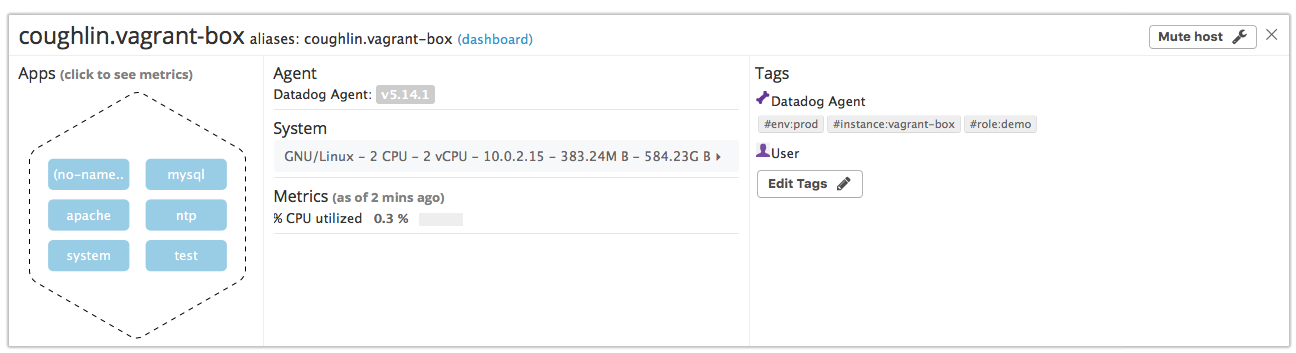 coughlin.vagrant-box aliases: coughlin.vagrant-box (dashboard)
Mute host
Apps (click to see metrics)
(no-name..
mysql
apache
ntp
system
test
Agent
Datadog Agent: v5.14.1
System
GNU/Linux – 2 CPU – 2 vCPU – 10.0.2.15 – 383.24M B – 584.23G B
Metrics (as of 2 mins ago)
% CPU utilized 0.3 %
Tags
Datadog Agent
#env:prod #instance:vagrant-box #role:demo
User
Edit Tags